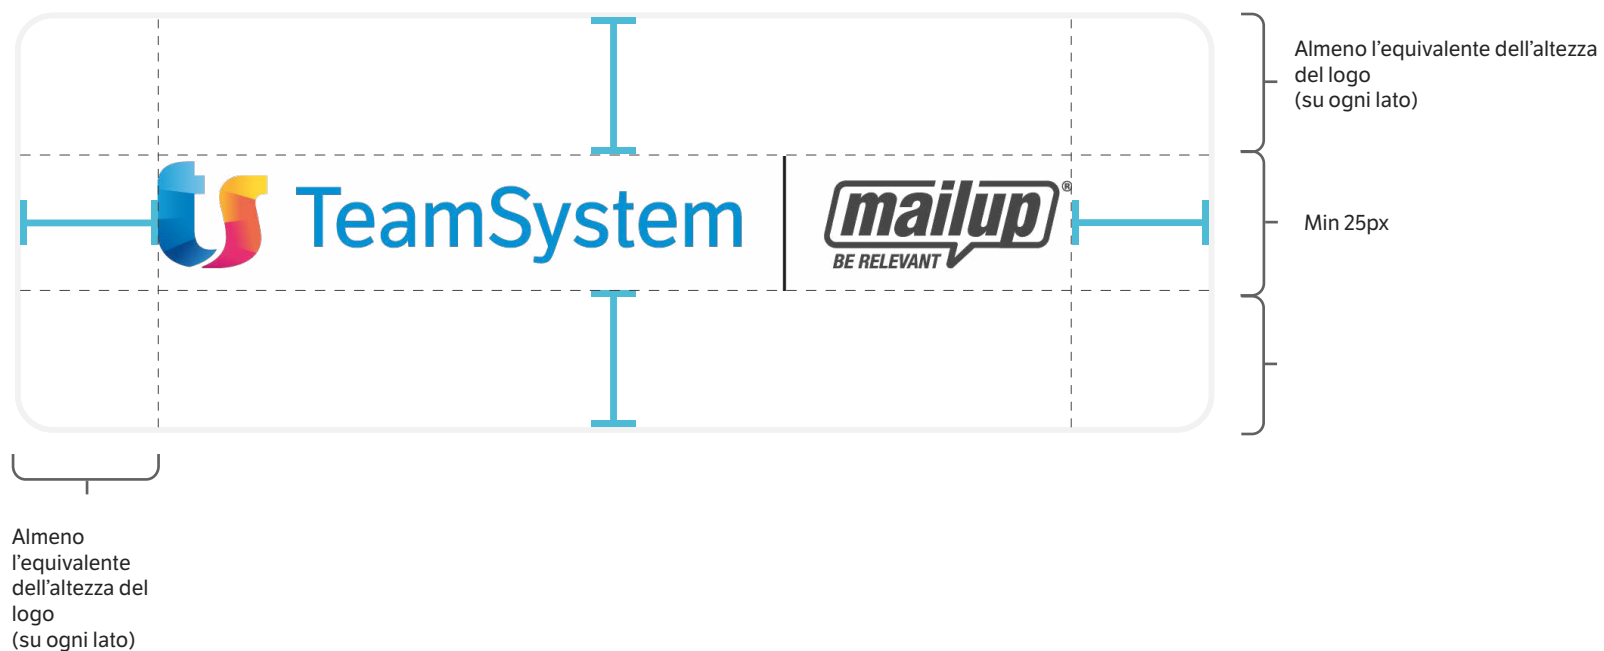 Almeno l’equivalente dell’altezza
del logo
(su ogni lato)
ts TeamSystem
mailup®
BE RELEVANT
Min 25px
Almeno
l’equivalente
dell’altezza del
logo
(su ogni lato)